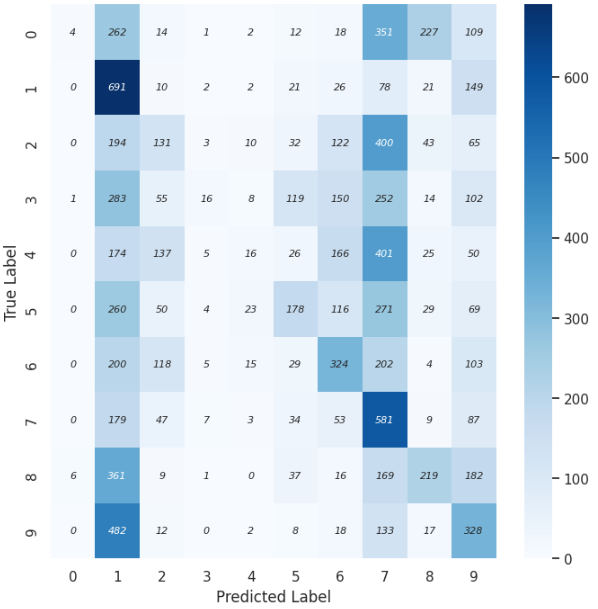 0 4 262 14 1 2 12 18 351 227 109
1 0 691 10 2 2 21 26 78 21 149
2 0 194 131 3 10 32 122 400 43 65
3 1 283 55 16 8 119 150 252 14 102
4 0 174 137 5 16 26 166 401 25 50
5 0 260 50 4 23 178 116 271 29 69
6 0 200 118 5 15 29 324 202 4 103
7 0 179 47 7 3 34 53 581 9 87
8 6 361 9 1 0 37 16 169 219 182
9 0 482 12 0 2 8 18 133 17 328
0 1 2 3 4 5 6 7 8 9
Predicted Label
True Label
600
500
400
300
200
100
0